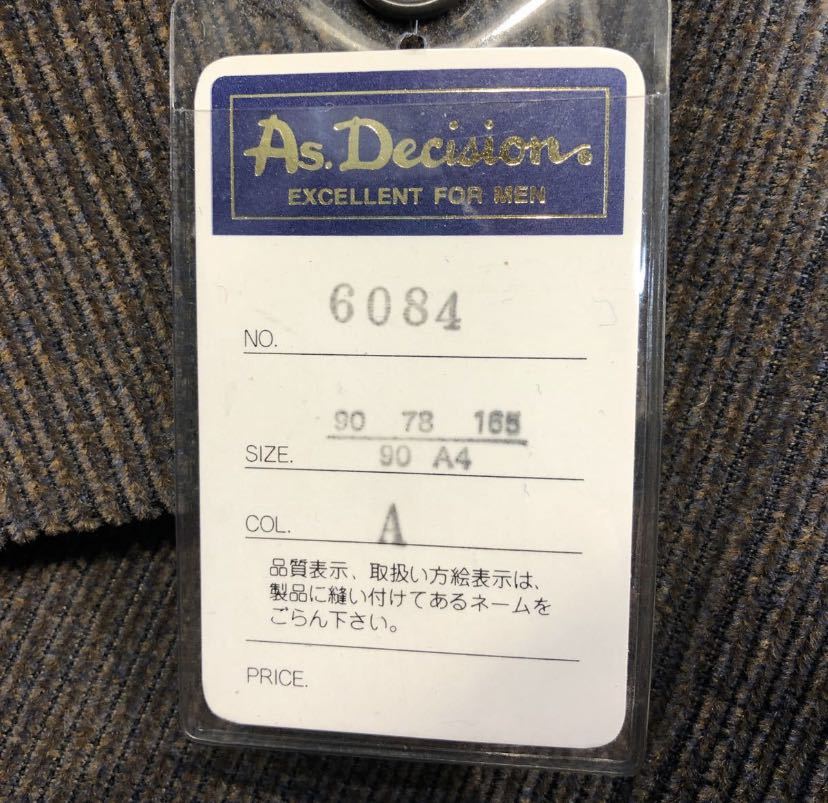 As. Decision.
EXCELLENT FOR MEN
NO. 6084
90 78 165
SIZE. 90 A4
COL. A
品質表示、取扱い方絵表示は、
製品に縫い付けてあるネームを
ごらん下さい。
PRICE.